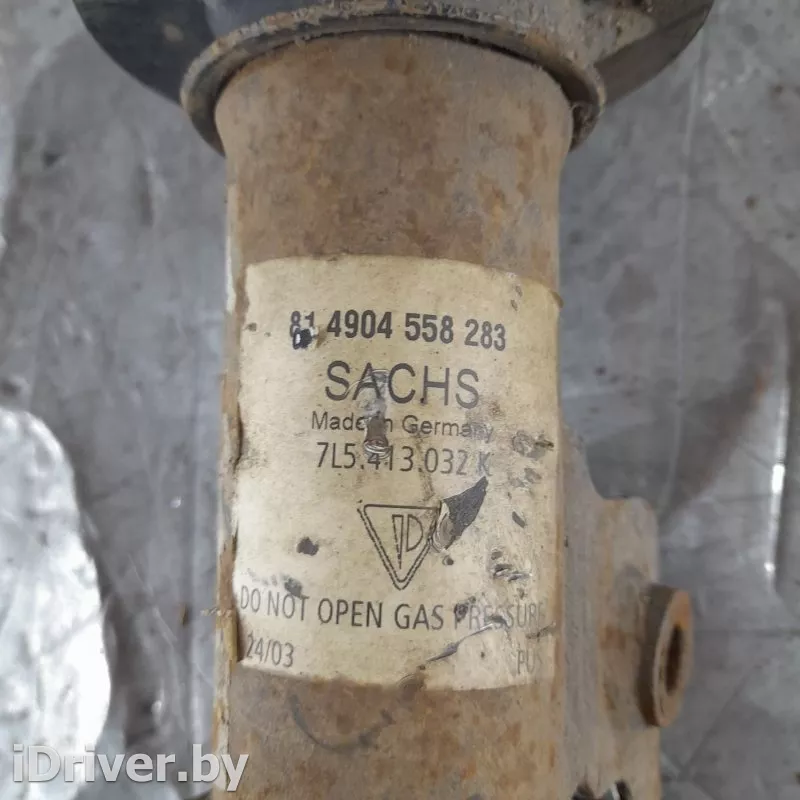 81 4904 558 283
SACHS
Made in Germany
7L5.413.032 K
DO NOT OPEN GAS PRESSURE
24/03
iDriver.by